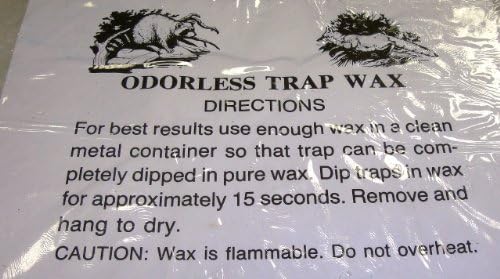 ODORLESS TRAP WAX
DIRECTIONS
For best results use enough wax in a clean
metal container so that trap can be com-
pletely dipped in pure wax. Dip traps in wax
for approximately 15 seconds. Remove and
hang to dry.
CAUTION: Wax is flammable. Do not overheat.